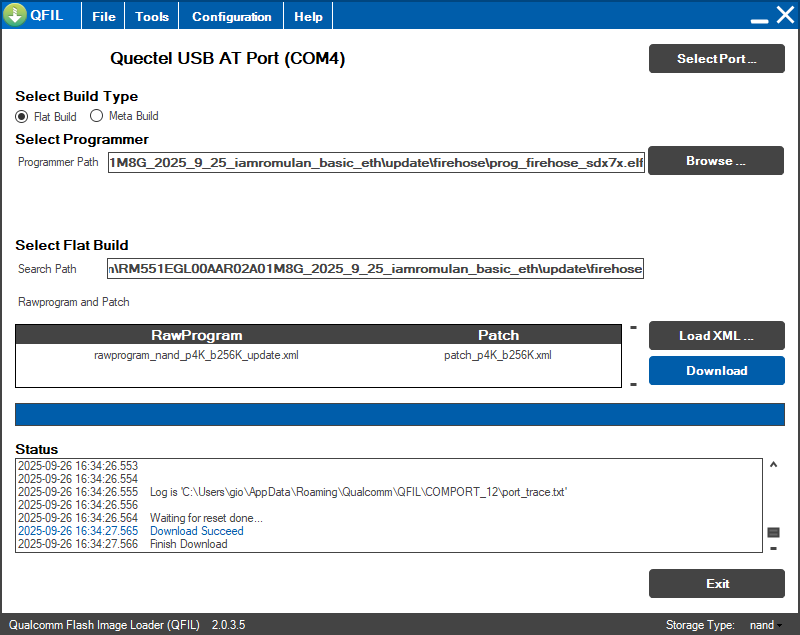 QFIL File Tools Configuration Help
Quectel USB AT Port (COM4)
Select Port ...
Select Build Type
Flat Build Meta Build
Select Programmer
Programmer Path 1M8G_2025_9_25_iamromulan_basic_eth\update\firehose\prog_firehose_sdx7x.elf Browse ...
Select Flat Build
Search Path n\RM551EGL00AAR02A01M8G_2025_9_25_iamromulan_basic_eth\update\firehose
Rawprogram and Patch
RawProgram Patch
Load XML ...
rawprogram_nand_p4K_b256K_update.xml patch_p4K_b256K.xml
Download
Status
2025-09-26 16:34:26.553
2025-09-26 16:34:26.554
2025-09-26 16:34:26.555 Log is 'C:\Users\gio\AppData\Roaming\Qualcomm\QFIL\COMPORT_12\port_trace.txt'
2025-09-26 16:34:26.556
2025-09-26 16:34:26.564 Waiting for reset done...
2025-09-26 16:34:27.565 Download Succeed
2025-09-26 16:34:27.566 Finish Download
Exit
Qualcomm Flash Image Loader (QFIL) 2.0.3.5 Storage Type: nand